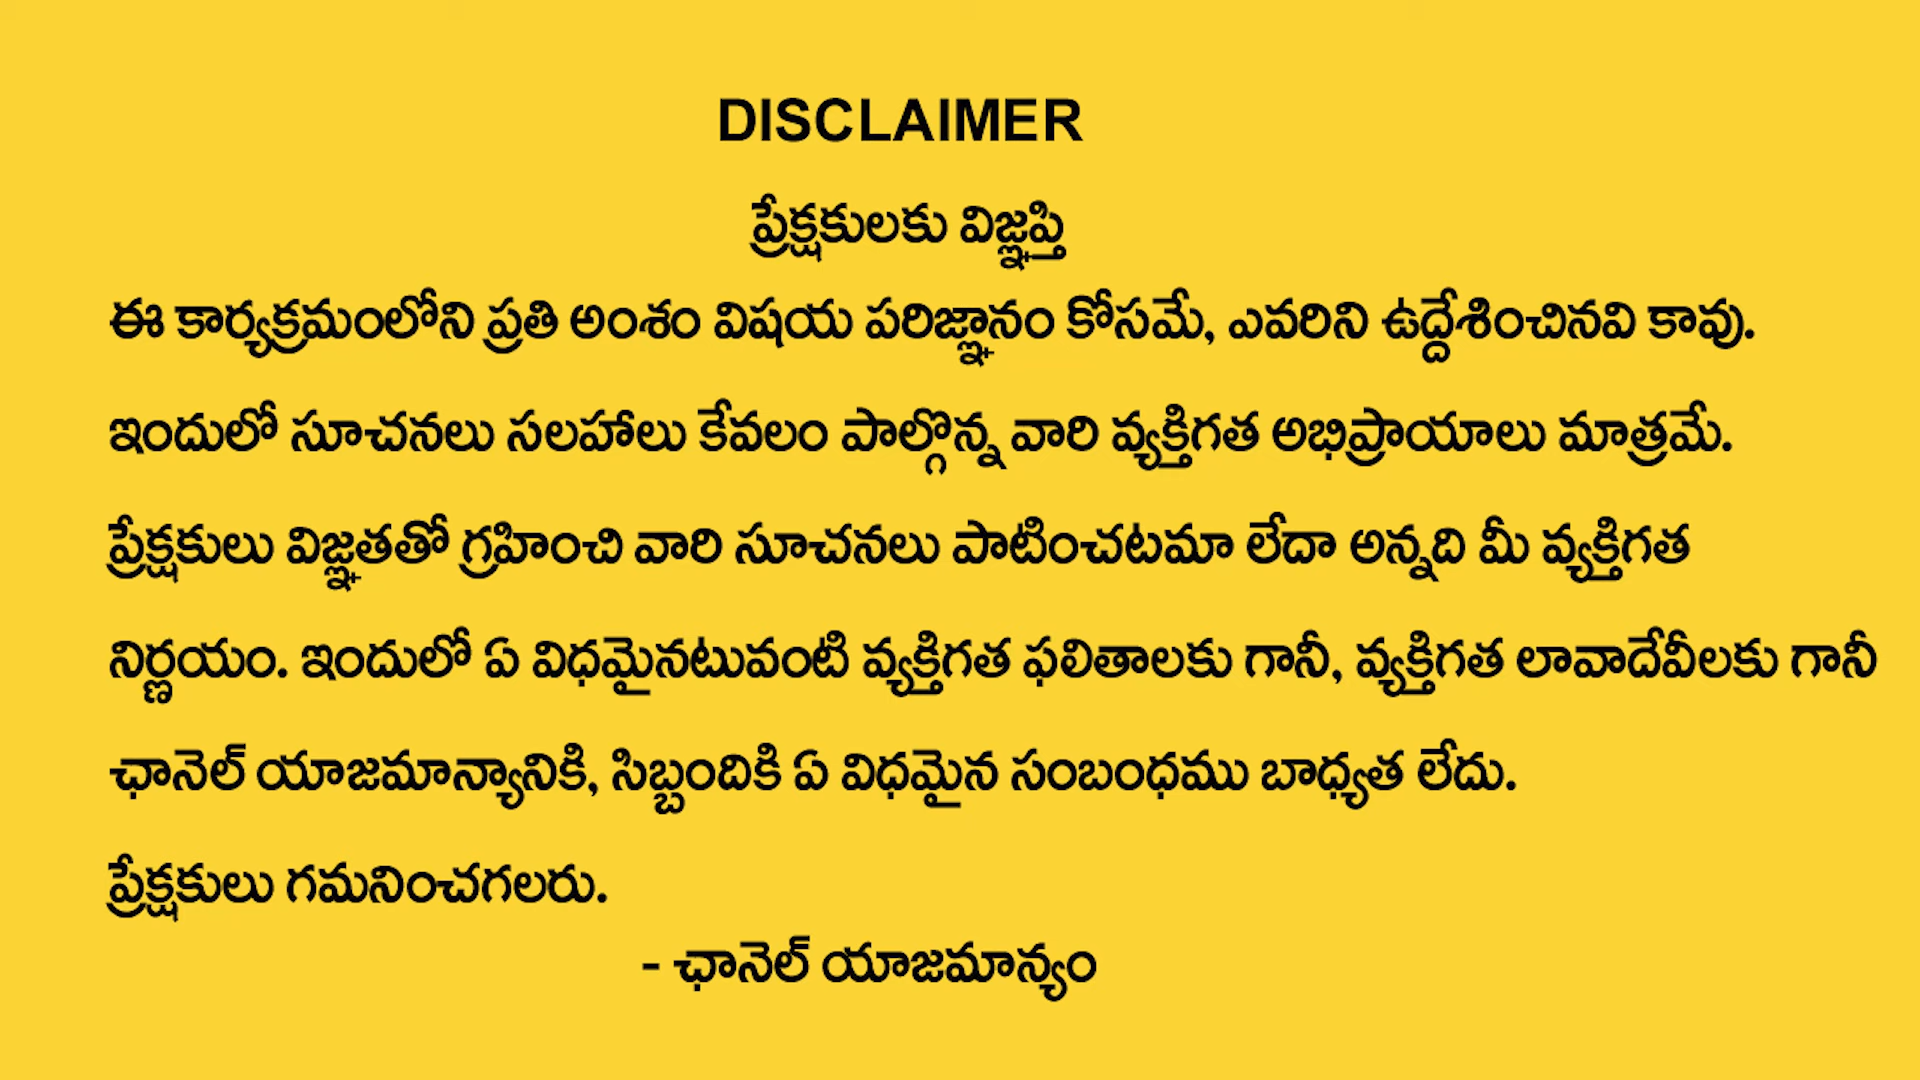 DISCLAIMER
ప్రేక్షకులకు విజ్ఞప్తి
ఈ కార్యక్రమంలోని ప్రతి అంశం విషయ పరిజ్ఞానం కోసమే, ఎవరిని ఉద్దేశించినవి కావు.
ఇందులో సూచనలు సలహాలు కేవలం పాల్గొన్న వారి వ్యక్తిగత అభిప్రాయాలు మాత్రమే.
ప్రేక్షకులు విజ్ఞతతో గ్రహించి వారి సూచనలు పాటించటమా లేదా అన్నది మీ వ్యక్తిగత
నిర్ణయం. ఇందులో ఏ విధమైనటువంటి వ్యక్తిగత ఫలితాలకు గానీ, వ్యక్తిగత లావాదేవీలకు గానీ
ఛానెల్ యాజమాన్యానికి, సిబ్బందికి ఏ విధమైన సంబంధము బాధ్యత లేదు.
ప్రేక్షకులు గమనించగలరు.
- ఛానెల్ యాజమాన్యం